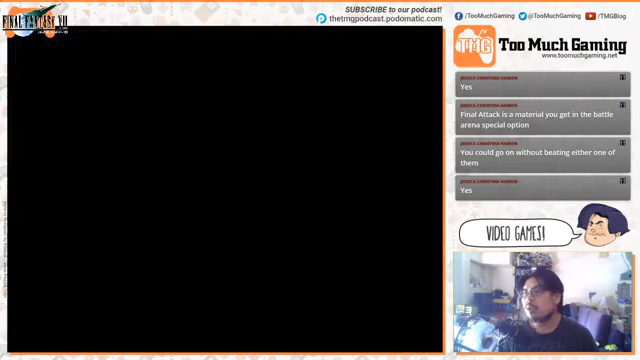 FINAL FANTASY VII
SUBSCRIBE to our podcast!
thetmgpodcast.podomatic.com
/TooMuchGaming
@TooMuchGaming
/TMGBlog
TMG
Too Much Gaming
www.toomuchgaming.net
Yes
Final Attack is a material you get in the battle
arena special option
You could go on without beating either one of
them
Yes
VIDEO GAMES!